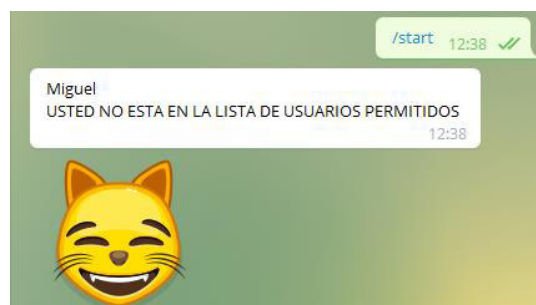 /start 12:38
Miguel
USTED NO ESTA EN LA LISTA DE USUARIOS PERMITIDOS
12:38